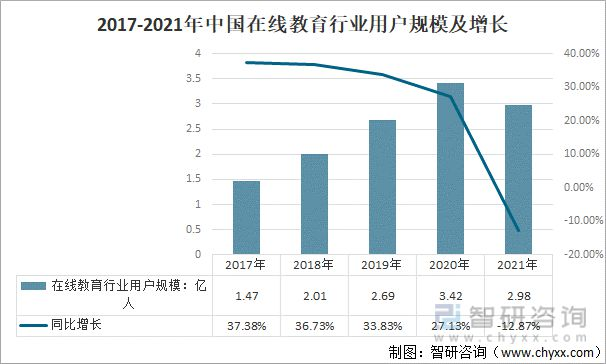 2017-2021年中国在线教育行业用户规模及增长
4
3.5
3
2.5
2
1.5
1
0.5
0
40.00%
30.00%
20.00%
10.00%
0.00%
-10.00%
-20.00%
2017年 2018年 2019年 2020年 2021年
在线教育行业用户规模：亿人 1.47 2.01 2.69 3.42 2.98
同比增长 37.38% 36.73% 33.83% 27.13% -12.87%
智研咨询
www.chyxx.com
制图：智研咨询（www.chyxx.com）